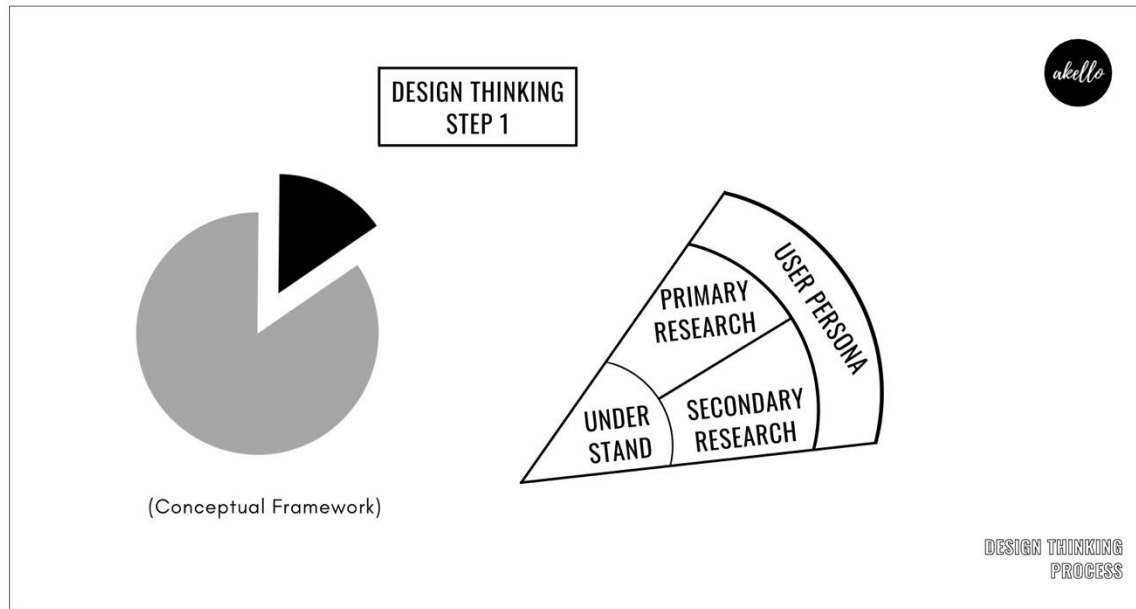 akello
DESIGN THINKING
STEP 1
USER PERSONA
PRIMARY
RESEARCH
SECONDARY
RESEARCH
UNDER
STAND
(Conceptual Framework)
DESIGN THINKING
PROCESS